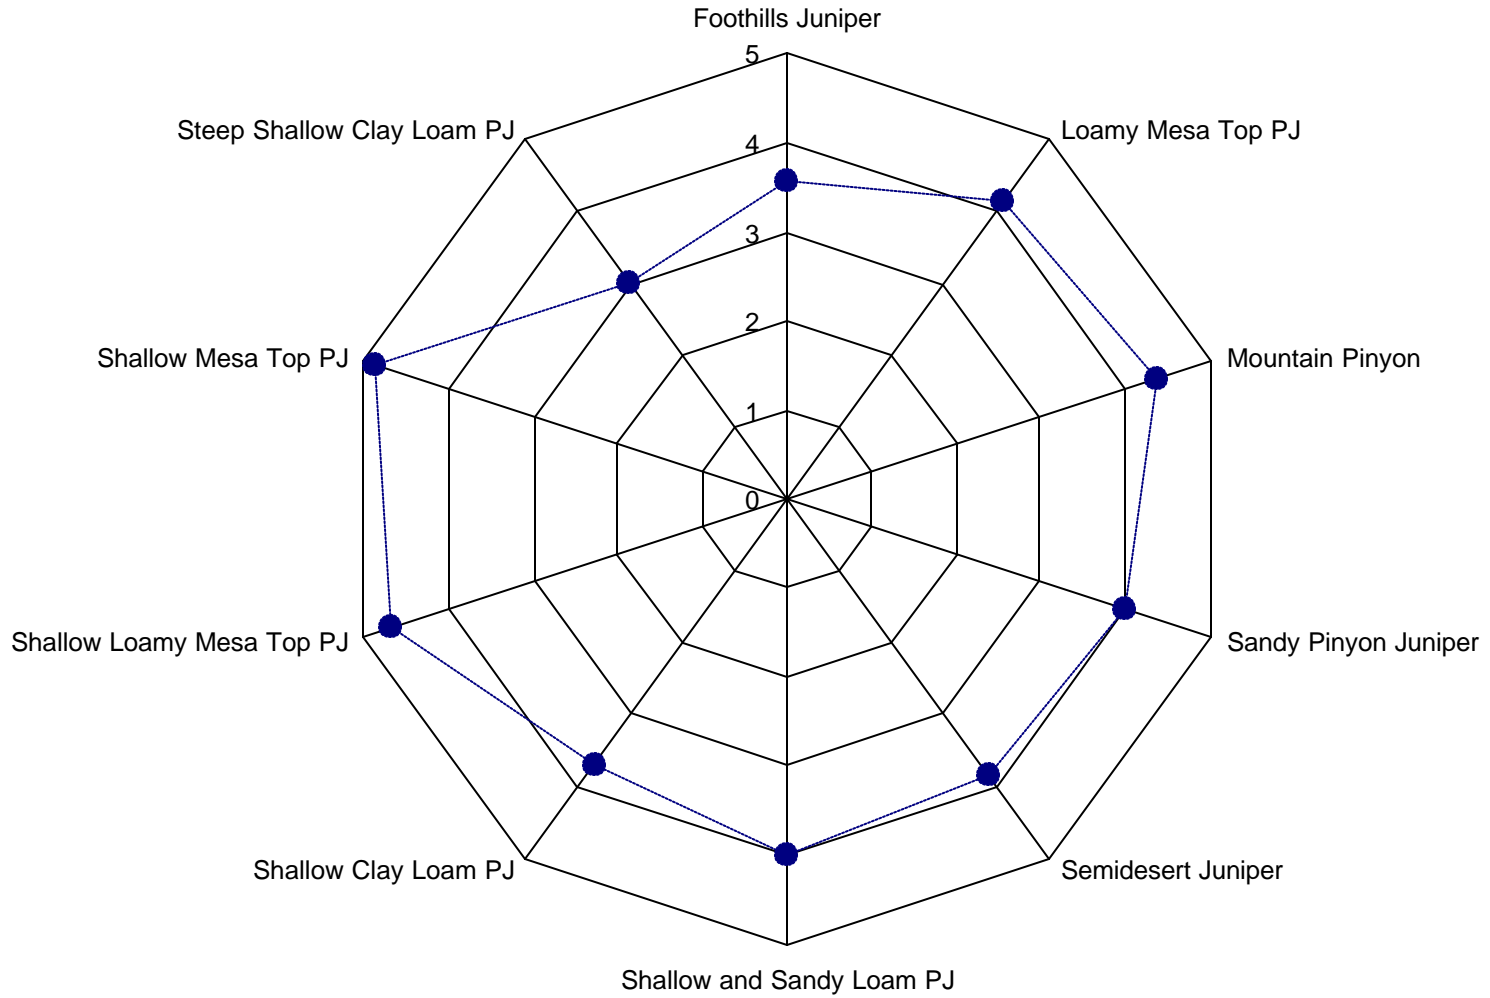 Foothills Juniper
5
Steep Shallow Clay Loam PJ
Loamy Mesa Top PJ
4
3
2
Shallow Mesa Top PJ
Mountain Pinyon
1
0
Shallow Loamy Mesa Top PJ
Sandy Pinyon Juniper
Shallow Clay Loam PJ
Semidesert Juniper
Shallow and Sandy Loam PJ